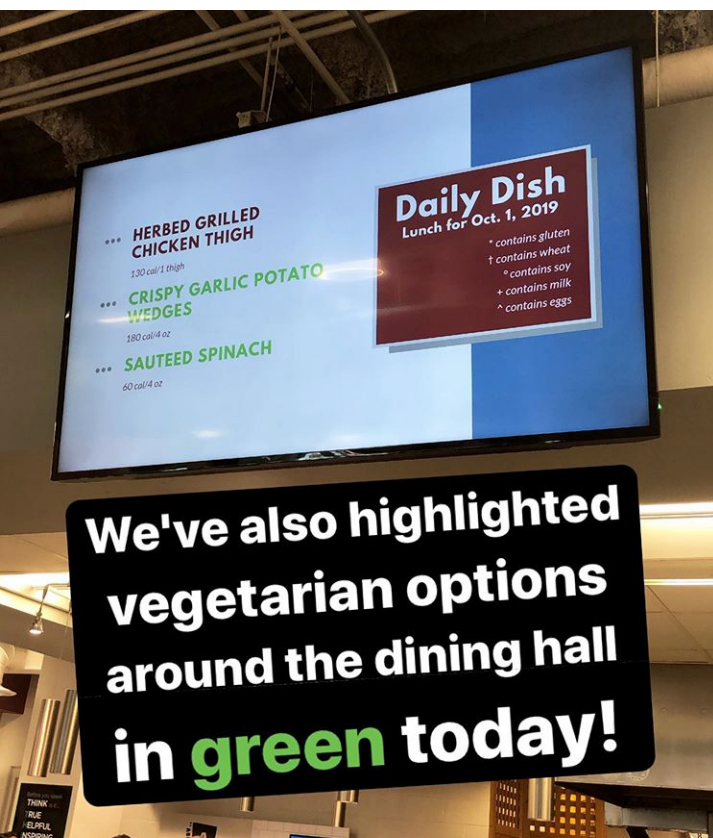 HERBED GRILLED
CHICKEN THIGH
130 cal/1 thigh
CRISPY GARLIC POTATO
WEDGES
180 cal/4 oz
SAUTEED SPINACH
60 cal/4 oz
Daily Dish
Lunch for Oct. 1, 2019
* contains gluten
† contains wheat
° contains soy
+ contains milk
^ contains eggs
We've also highlighted
vegetarian options
around the dining hall
in green today!
THINK
TRUE
HELPFUL
INSPIRING